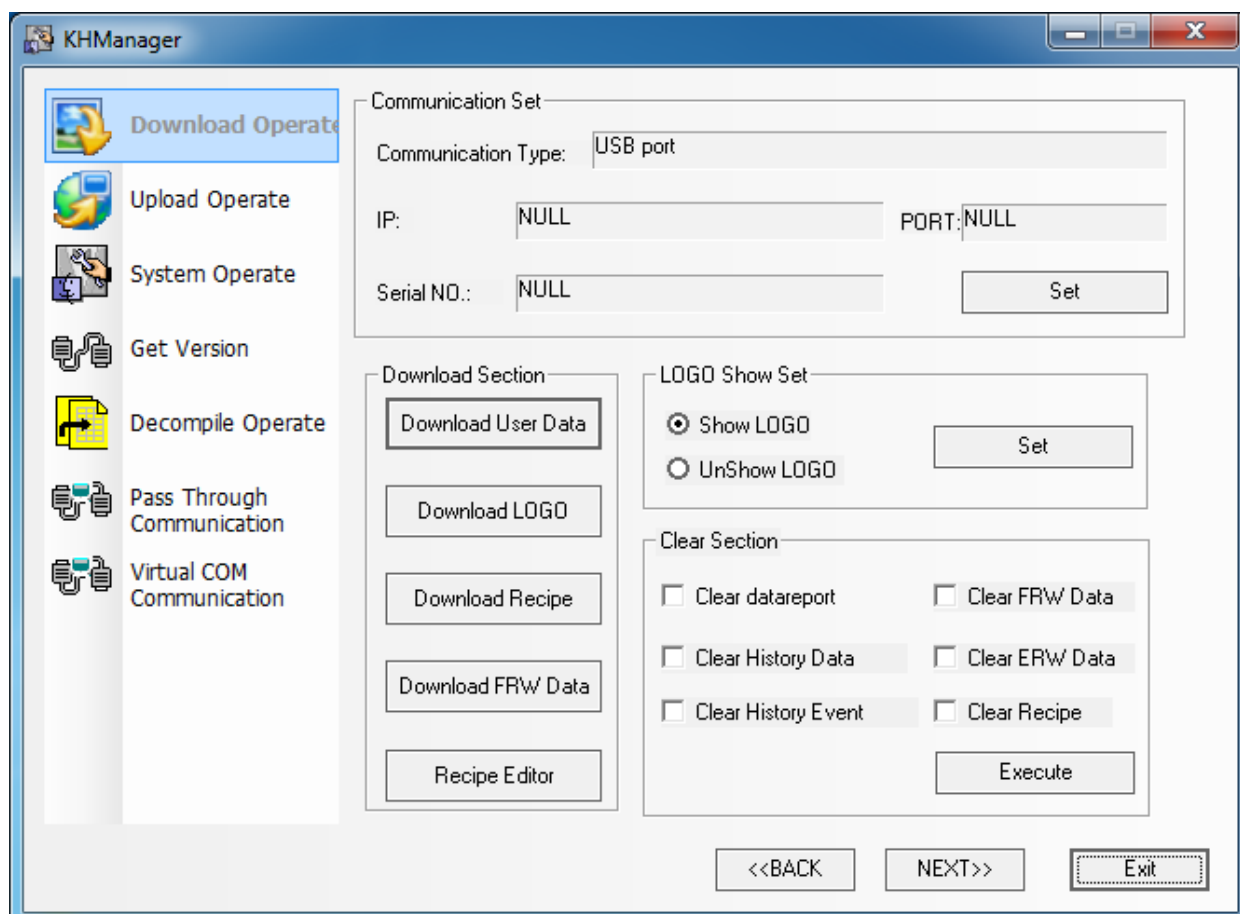 KHManager
Download Operate
Upload Operate
System Operate
Get Version
Decompile Operate
Pass Through
Communication
Virtual COM
Communication
Communication Set
Communication Type: USB port
IP: NULL PORT: NULL
Serial NO.: NULL Set
Download Section
Download User Data
Download LOGO
Download Recipe
Download FRW Data
Recipe Editor
LOGO Show Set
Show LOGO
UnShow LOGO
Set
Clear Section
Clear datareport Clear FRW Data
Clear History Data Clear ERW Data
Clear History Event Clear Recipe
Execute
<<BACK NEXT>> Exit